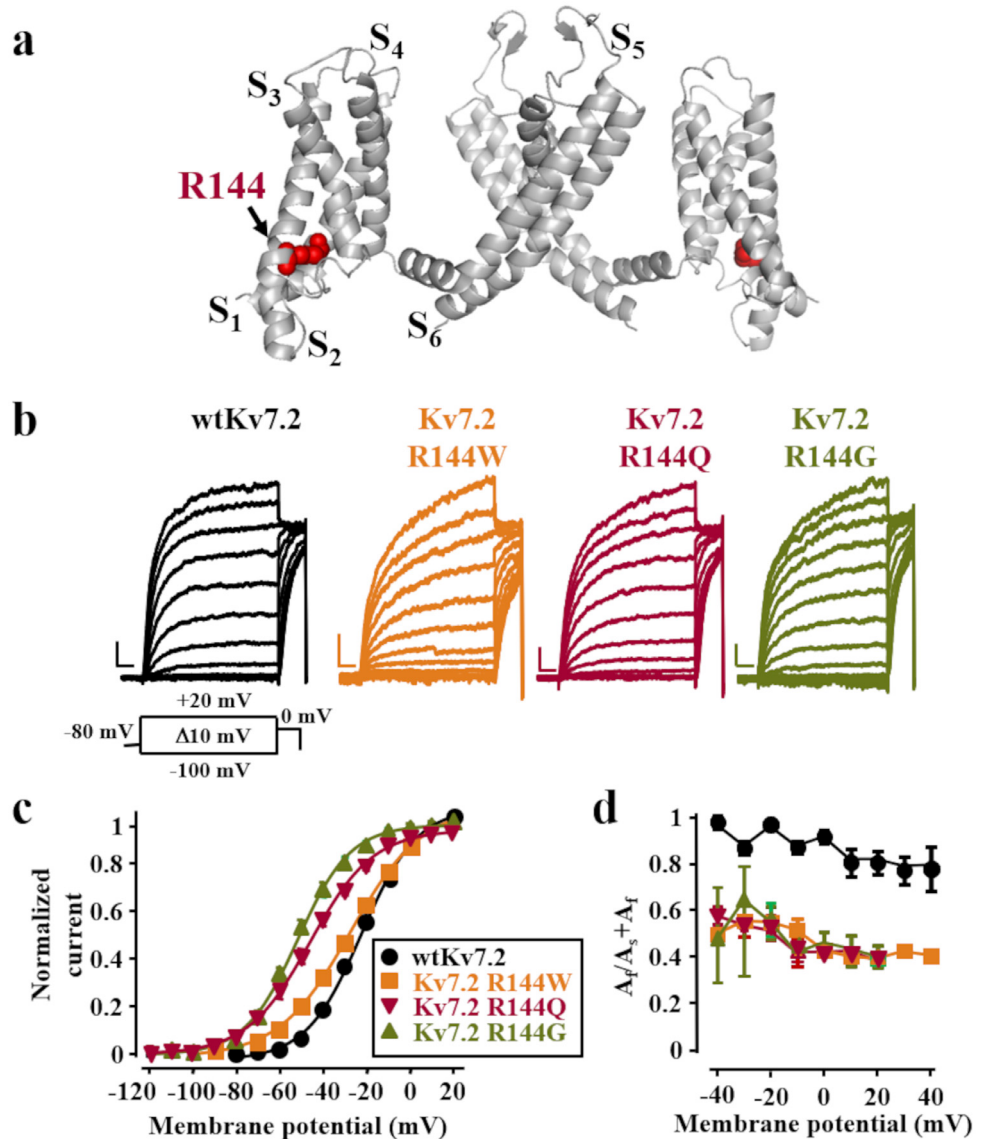 a
S4
S5
S3
R144
S1
S2
S6
b
wtKv7.2
Kv7.2
R144W
Kv7.2
R144Q
Kv7.2
R144G
+20 mV
-80 mV
0 mV
Δ10 mV
-100 mV
c
Normalized
current
1
0.8
0.6
0.4
0.2
0
-120 -100 -80 -60 -40 -20 0 20
Membrane potential (mV)
wtKv7.2
Kv7.2 R144W
Kv7.2 R144Q
Kv7.2 R144G
d
Af/As+Af
1
0.8
0.6
0.4
0.2
0
-40 -20 0 20 40
Membrane potential (mV)